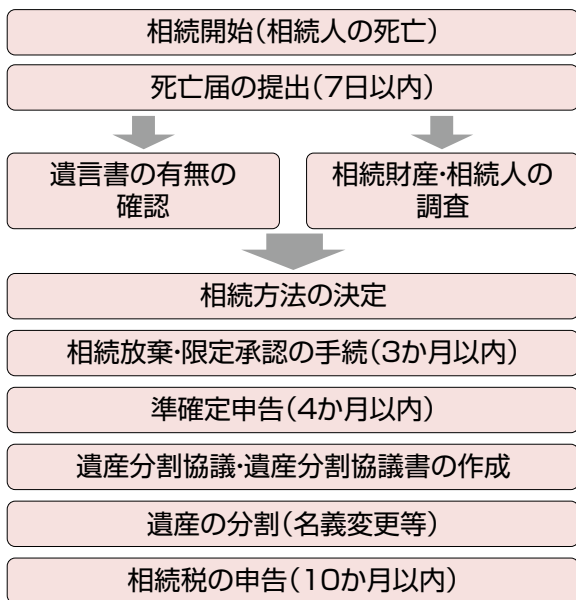 相続開始(相続人の死亡)
死亡届の提出(7日以内)
遺言書の有無の
確認
相続財産・相続人の
調査
相続方法の決定
相続放棄・限定承認の手続(3か月以内)
準確定申告(4か月以内)
遺産分割協議・遺産分割協議書の作成
遺産の分割(名義変更等)
相続税の申告(10か月以内)